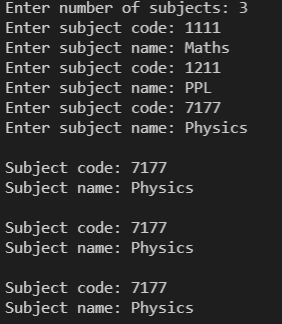 Enter number of subjects: 3
Enter subject code: 1111
Enter subject name: Maths
Enter subject code: 1211
Enter subject name: PPL
Enter subject code: 7177
Enter subject name: Physics
Subject code: 7177
Subject name: Physics
Subject code: 7177
Subject name: Physics
Subject code: 7177
Subject name: Physics